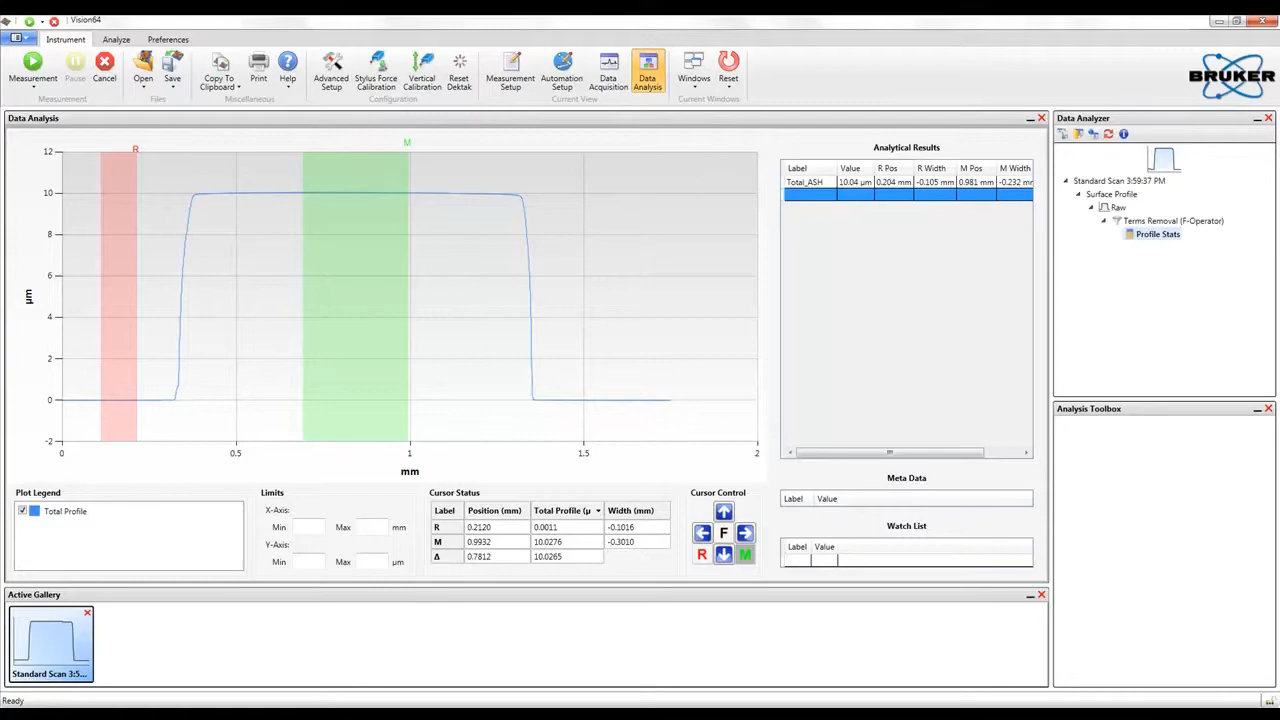 Vision64
Instrument Analyze Preferences
Measurement Pause Cancel Open Save Copy To Clipboard Print Help Advanced Setup Stylus Force Calibration Vertical Calibration Reset Dektak Measurement Setup Automation Setup Data Acquisition Data Analysis Windows Reset
Measurement Files Miscellaneous Configuration Current View Current Windows
BRUKER
Data Analysis
R M
12
10
8
6
4
2
0
-2
µm
0 0.5 1 1.5 2
mm
Analytical Results
Label Value R Pos R Width M Pos M Width
Total_ASH 10.04 µm 0.204 mm -0.105 mm 0.981 mm -0.232 mm
Meta Data
Label Value
Watch List
Label Value
Plot Legend
Total Profile
Limits
X-Axis:
Min Max mm
Y-Axis:
Min Max µm
Cursor Status
Label Position (mm) Total Profile (µ Width (mm)
R 0.2120 0.0011 -0.1016
M 0.9932 10.0276 -0.3010
Δ 0.7812 10.0265
Cursor Control
F
R M
Data Analyzer
Standard Scan 3:59:37 PM
Surface Profile
Raw
Terms Removal (F-Operator)
Profile Stats
Analysis Toolbox
Active Gallery
Standard Scan 3:5...
Ready